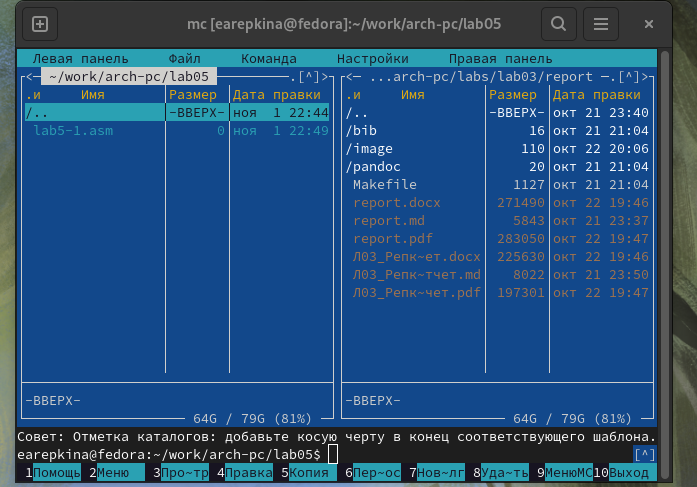 mc [earepkina@fedora]:~/work/arch-pc/lab05
Левая панель Файл Команда Настройки Правая панель
<— ~/work/arch-pc/lab05 .[^]> <— ...arch-pc/labs/lab03/report —.[^]>
.и Имя Размер Дата правки .и Имя Размер Дата правки
/.. -ВВЕРХ- ноя 1 22:44 /.. -ВВЕРХ- окт 21 23:40
lab5-1.asm 0 ноя 1 22:49 /bib 16 окт 21 21:04
/image 110 окт 22 20:06
/pandoc 20 окт 21 21:04
Makefile 1127 окт 21 21:04
report.docx 271490 окт 22 19:46
report.md 5843 окт 21 23:37
report.pdf 283050 окт 22 19:47
Л03_Репк~ет.docx 225630 окт 22 19:46
Л03_Репк~тчет.md 8022 окт 21 23:50
Л03_Репк~чет.pdf 197301 окт 22 19:47
-ВВЕРХ- -ВВЕРХ-
64G / 79G (81%) 64G / 79G (81%)
Совет: Отметка каталогов: добавьте косую черту в конец соответствующего шаблона.
earepkina@fedora:~/work/arch-pc/lab05$ [^]
1Помощь 2Меню 3Про~тр 4Правка 5Копия 6Пер~ос 7Нов~лг 8Уда~ть 9МенюMC 10Выход